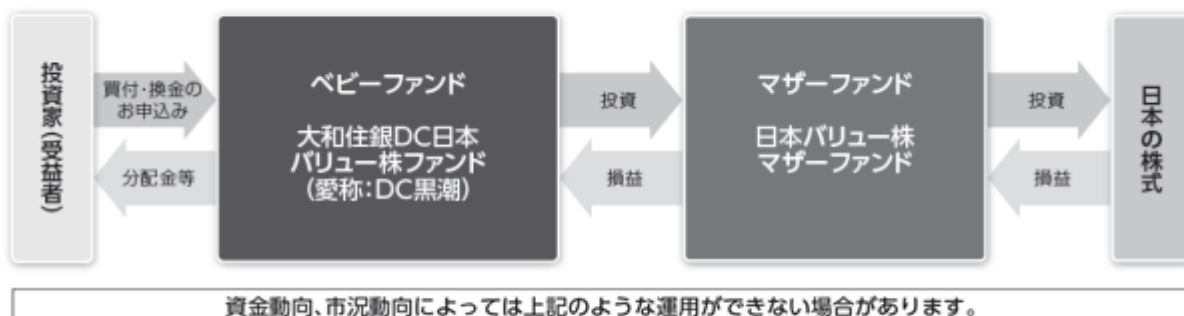 投資家(受益者)
買付・換金の
お申込み
分配金等
ベビーファンド
大和住銀DC日本
バリュー株ファンド
(愛称:DC黒潮)
投資
損益
マザーファンド
日本バリュー株
マザーファンド
投資
損益
日本の株式
資金動向、市況動向によっては上記のような運用ができない場合があります。